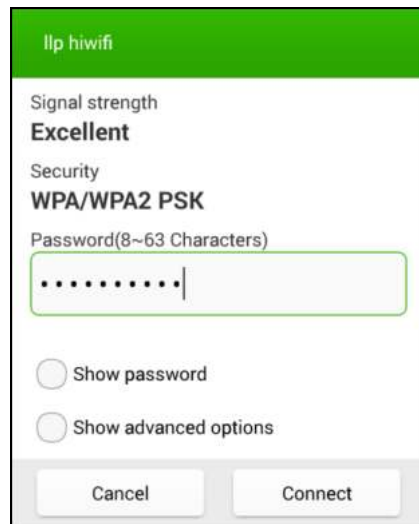 llp hiwifi
Signal strength
Excellent
Security
WPA/WPA2 PSK
Password(8~63 Characters)
••••••••••
Show password
Show advanced options
Cancel Connect